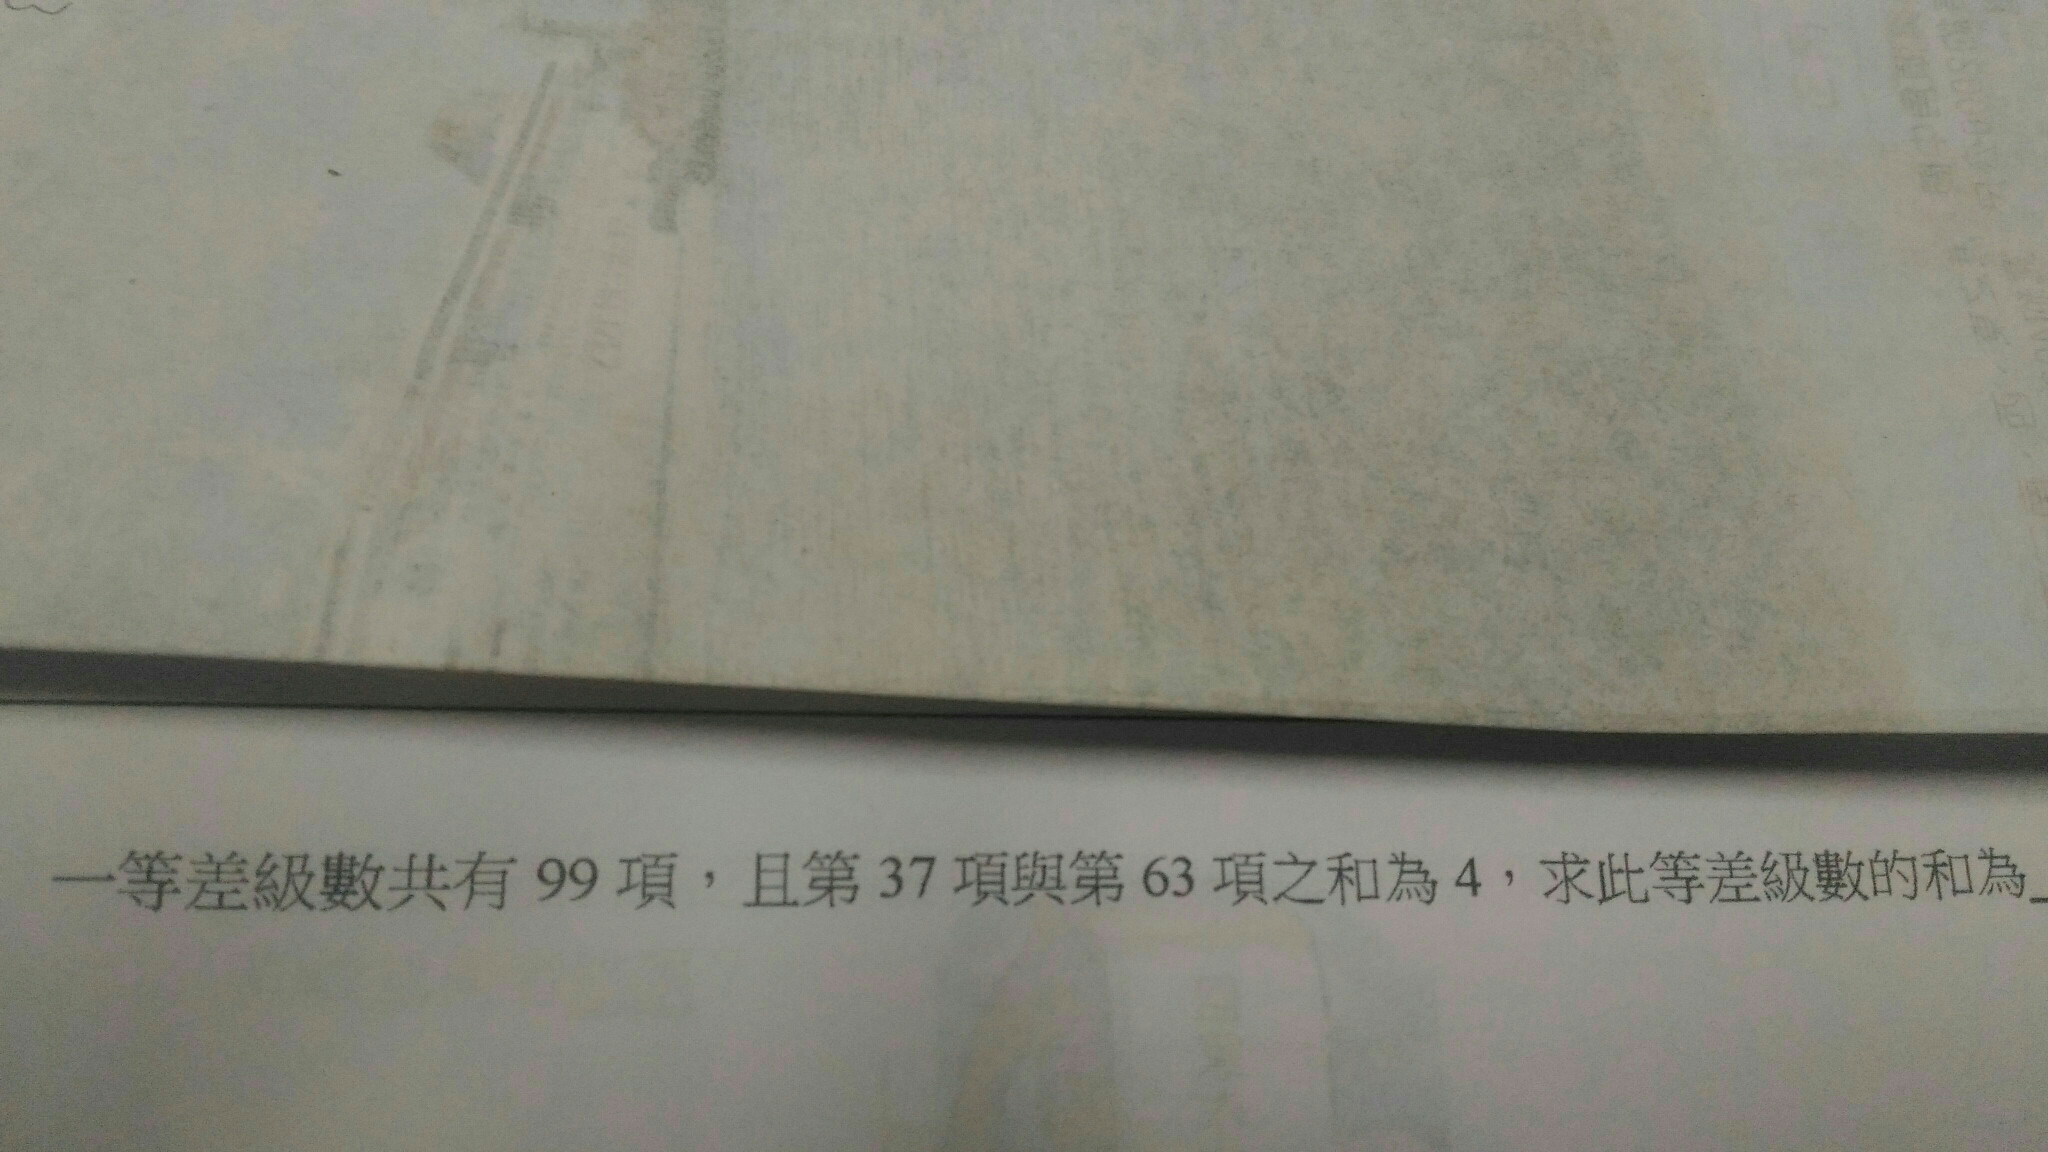 一等差級數共有 99 項，且第 37 項與第 63 項之和為 4，求此等差級數的和為